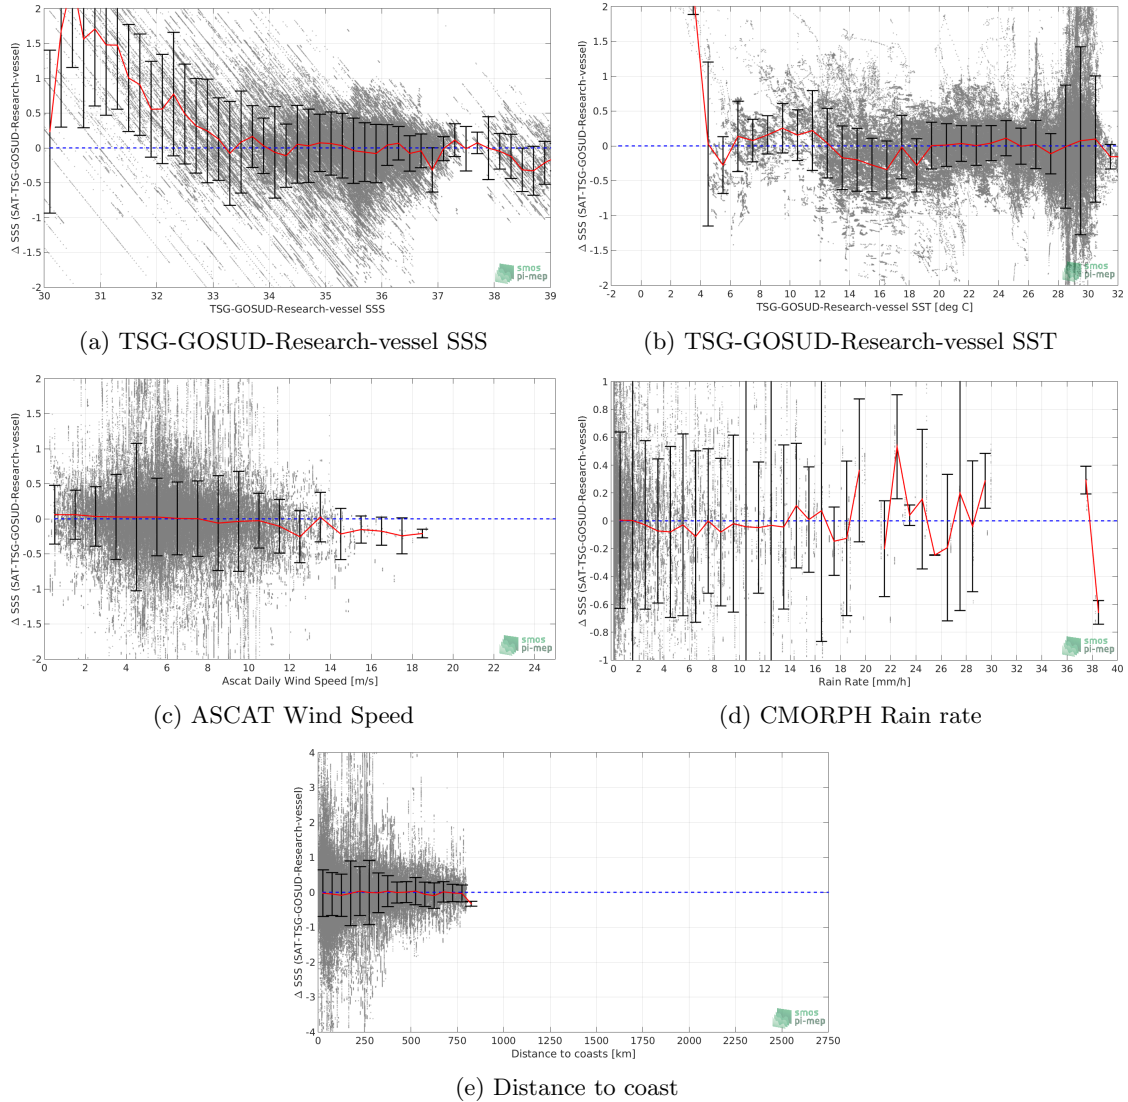 Δ SSS (SAT-TSG-GOSUD-Research-vessel)
2
1.5
1
0.5
0
-0.5
-1
-1.5
-2
30 31 32 33 34 35 36 37 38 39
TSG-GOSUD-Research-vessel SSS
smos
pi-mep
(a) TSG-GOSUD-Research-vessel SSS
Δ SSS (SAT-TSG-GOSUD-Research-vessel)
2
1.5
1
0.5
0
-0.5
-1
-1.5
-2
-2 0 2 4 6 8 10 12 14 16 18 20 22 24 26 28 30 32
TSG-GOSUD-Research-vessel SST [deg C]
smos
pi-mep
(b) TSG-GOSUD-Research-vessel SST
Δ SSS (SAT-TSG-GOSUD-Research-vessel)
2
1.5
1
0.5
0
-0.5
-1
-1.5
-2
0 2 4 6 8 10 12 14 16 18 20 22 24
Ascat Daily Wind Speed [m/s]
smos
pi-mep
(c) ASCAT Wind Speed
Δ SSS (SAT-TSG-GOSUD-Research-vessel)
1
0.8
0.6
0.4
0.2
0
-0.2
-0.4
-0.6
-0.8
-1
0 2 4 6 8 10 12 14 16 18 20 22 24 26 28 30 32 34 36 38 40
Rain Rate [mm/h]
smos
pi-mep
(d) CMORPH Rain rate
Δ SSS (SAT-TSG-GOSUD-Research-vessel)
4
3
2
1
0
-1
-2
-3
-4
0 250 500 750 1000 1250 1500 1750 2000 2250 2500 2750
Distance to coasts [km]
smos
pi-mep
(e) Distance to coast